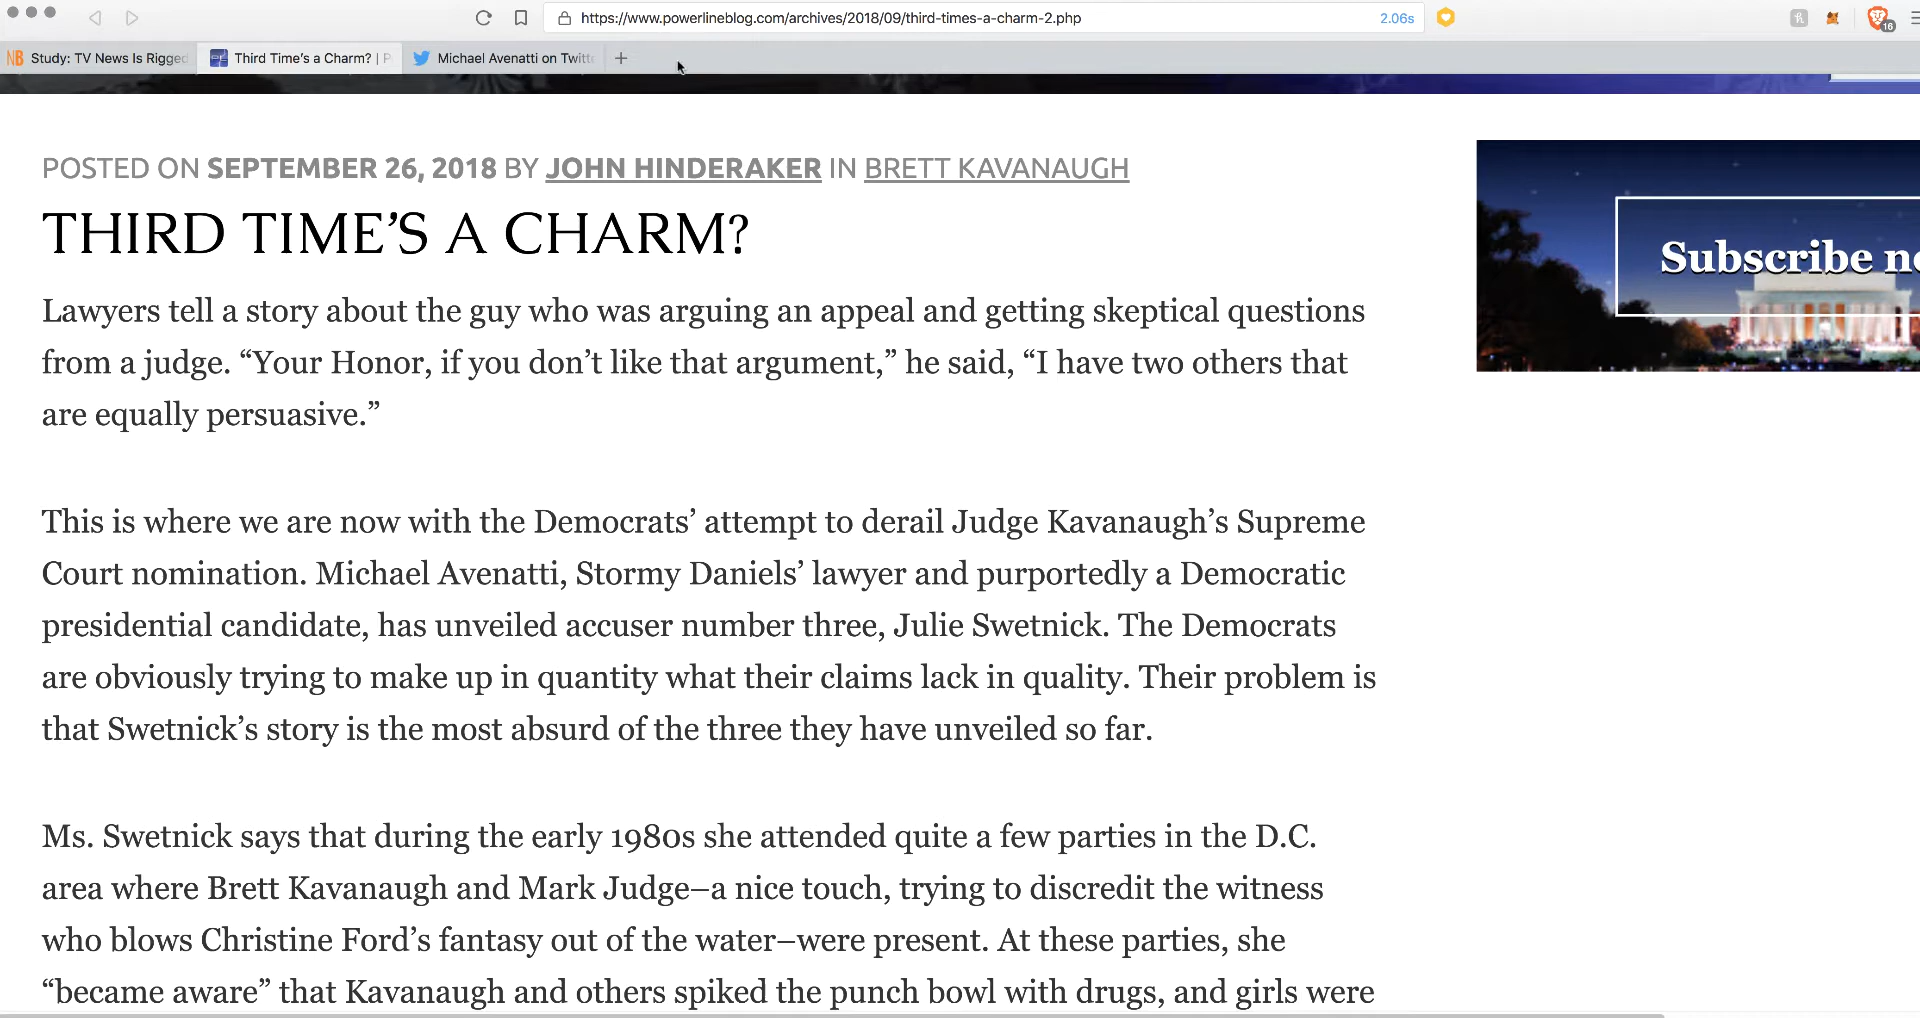 https://www.powerlineblog.com/archives/2018/09/third-times-a-charm-2.php 2.06s
16
NB Study: TV News Is Rigged Third Time's a Charm? | P Michael Avenatti on Twitt
POSTED ON SEPTEMBER 26, 2018 BY JOHN HINDERAKER IN BRETT KAVANAUGH
THIRD TIME’S A CHARM?
Subscribe
Lawyers tell a story about the guy who was arguing an appeal and getting skeptical questions
from a judge. “Your Honor, if you don’t like that argument,” he said, “I have two others that
are equally persuasive.”
This is where we are now with the Democrats’ attempt to derail Judge Kavanaugh’s Supreme
Court nomination. Michael Avenatti, Stormy Daniels’ lawyer and purportedly a Democratic
presidential candidate, has unveiled accuser number three, Julie Swetnick. The Democrats
are obviously trying to make up in quantity what their claims lack in quality. Their problem is
that Swetnick’s story is the most absurd of the three they have unveiled so far.
Ms. Swetnick says that during the early 1980s she attended quite a few parties in the D.C.
area where Brett Kavanaugh and Mark Judge–a nice touch, trying to discredit the witness
who blows Christine Ford’s fantasy out of the water–were present. At these parties, she
“became aware” that Kavanaugh and others spiked the punch bowl with drugs, and girls were